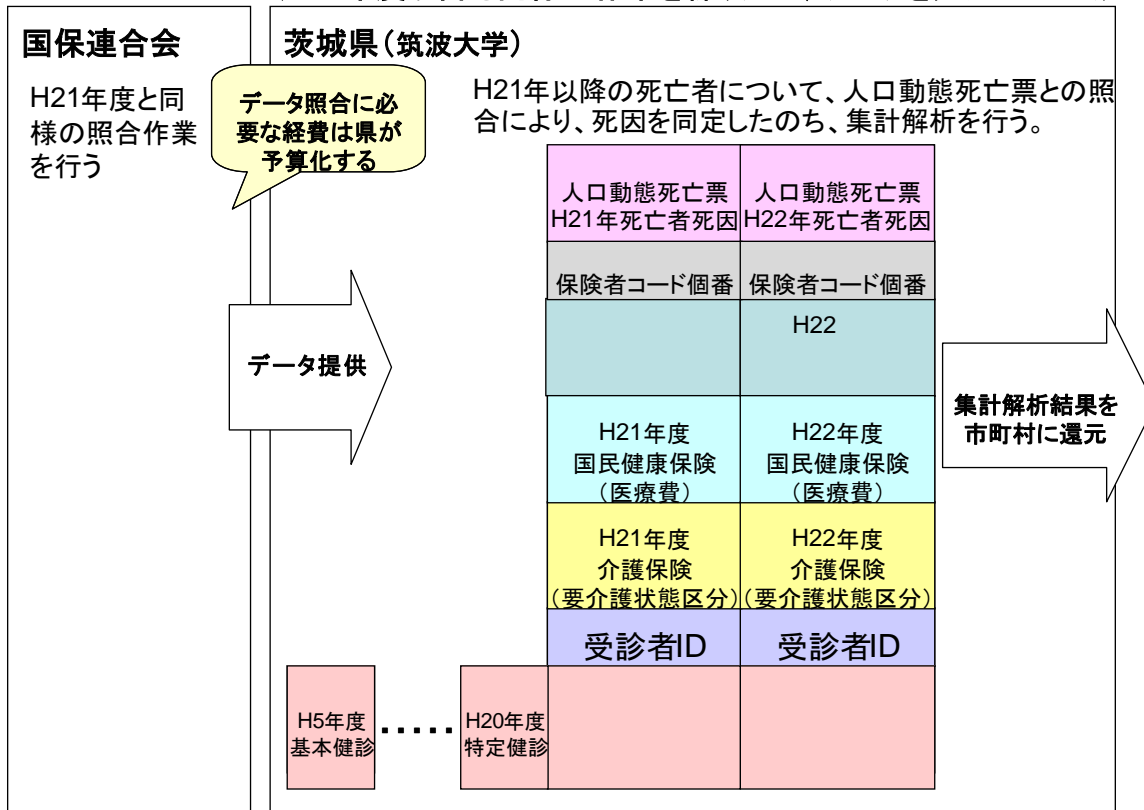 国保連合会
H21年度と同
様の照合作業
を行う
データ照合に必
要な経費は県が
予算化する
茨城県(筑波大学)
H21年以降の死亡者について、人口動態死亡票との照
合により、死因を同定したのち、集計解析を行う。
人口動態死亡票
H21年死亡者死因
人口動態死亡票
H22年死亡者死因
保険者コード個番
保険者コード個番
H22
データ提供
H21年度
国民健康保険
(医療費)
H22年度
国民健康保険
(医療費)
H21年度
介護保険
(要介護状態区分)
H22年度
介護保険
(要介護状態区分)
受診者ID
受診者ID
H5年度
基本健診
・・・・・
H20年度
特定健診
集計解析結果を
市町村に還元